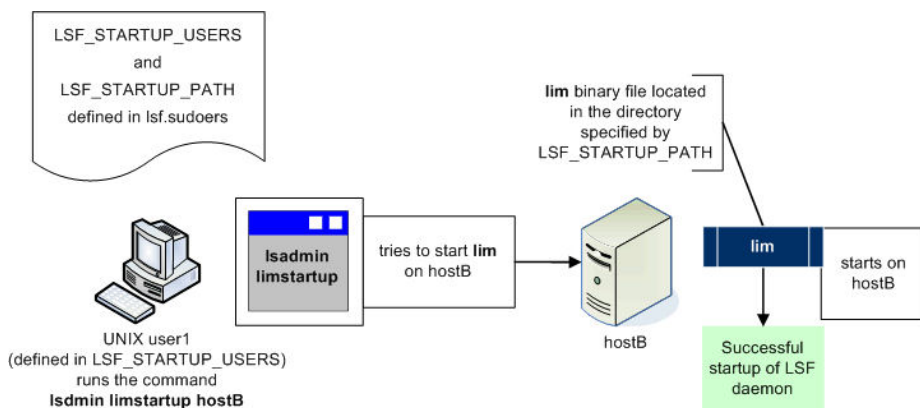 LSF_STARTUP_USERS
and
LSF_STARTUP_PATH
defined in lsf.sudoers
lim binary file located
in the directory
specified by
LSF_STARTUP_PATH
lsadmin
limstartup
tries to start lim
on hostB
lim
starts on
hostB
UNIX user1
(defined in LSF_STARTUP_USERS)
runs the command
lsdmin limstartup hostB
hostB
Successful
startup of LSF
daemon